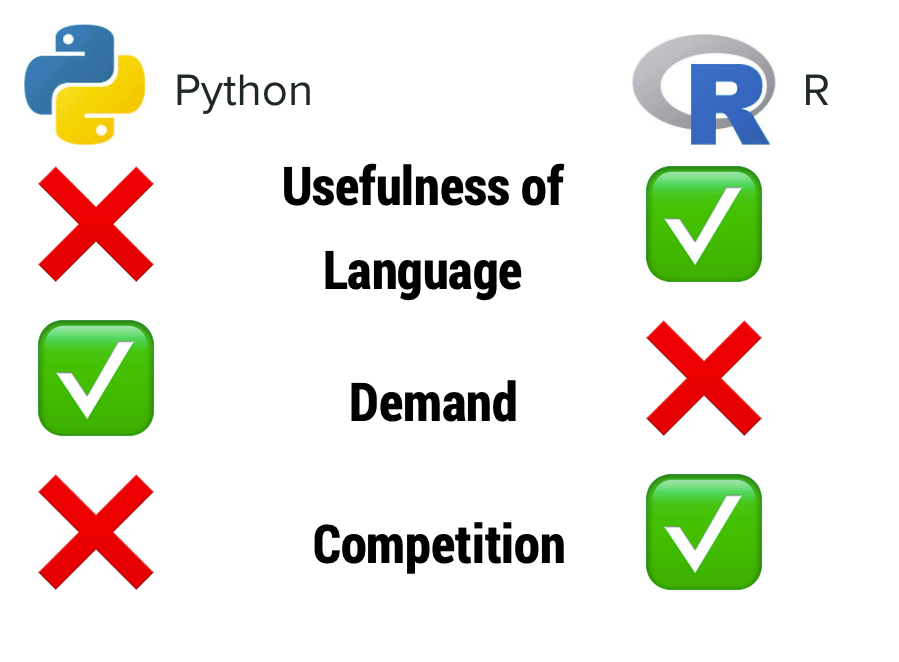 Python
R
R
Usefulness of
Language
Demand
Competition